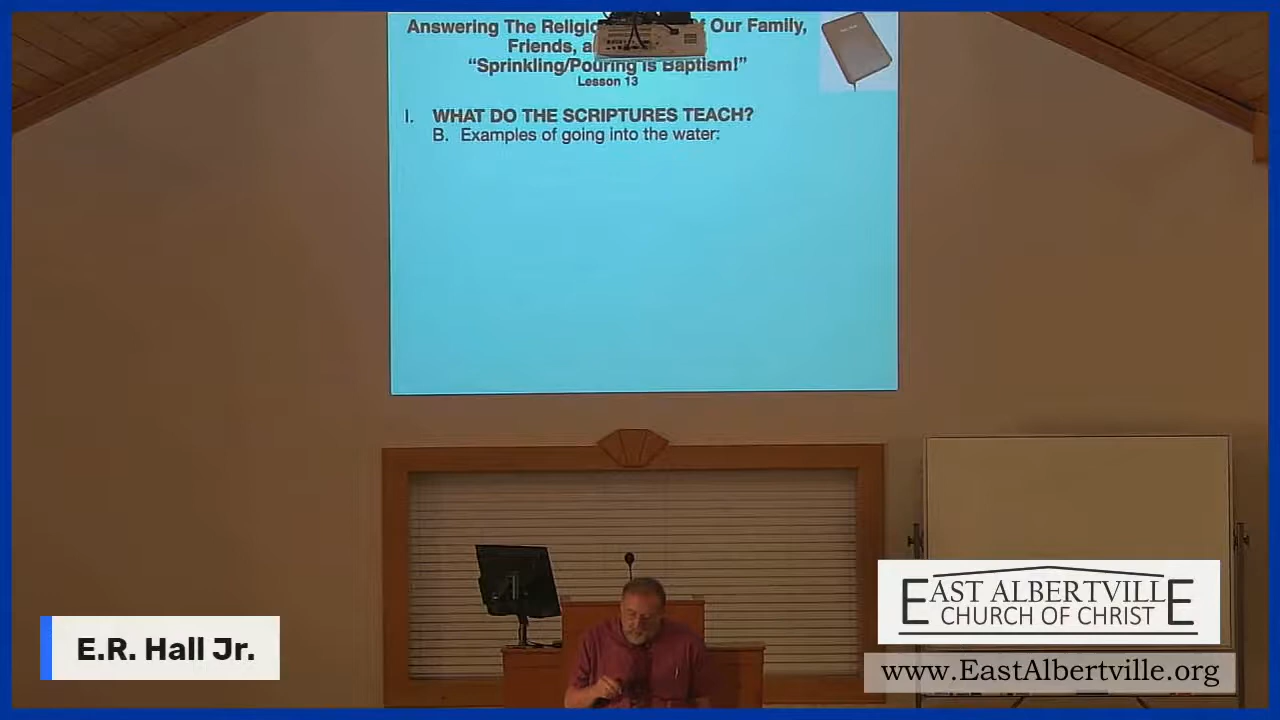 Answering The Religio Our Family,
Friends, a
“Sprinkling/Pouring Is Baptism!”
Lesson 13
I. WHAT DO THE SCRIPTURES TEACH?
B. Examples of going into the water:
E.R. Hall Jr.
EAST ALBERTVILLE
CHURCH OF CHRIST
www.EastAlbertville.org